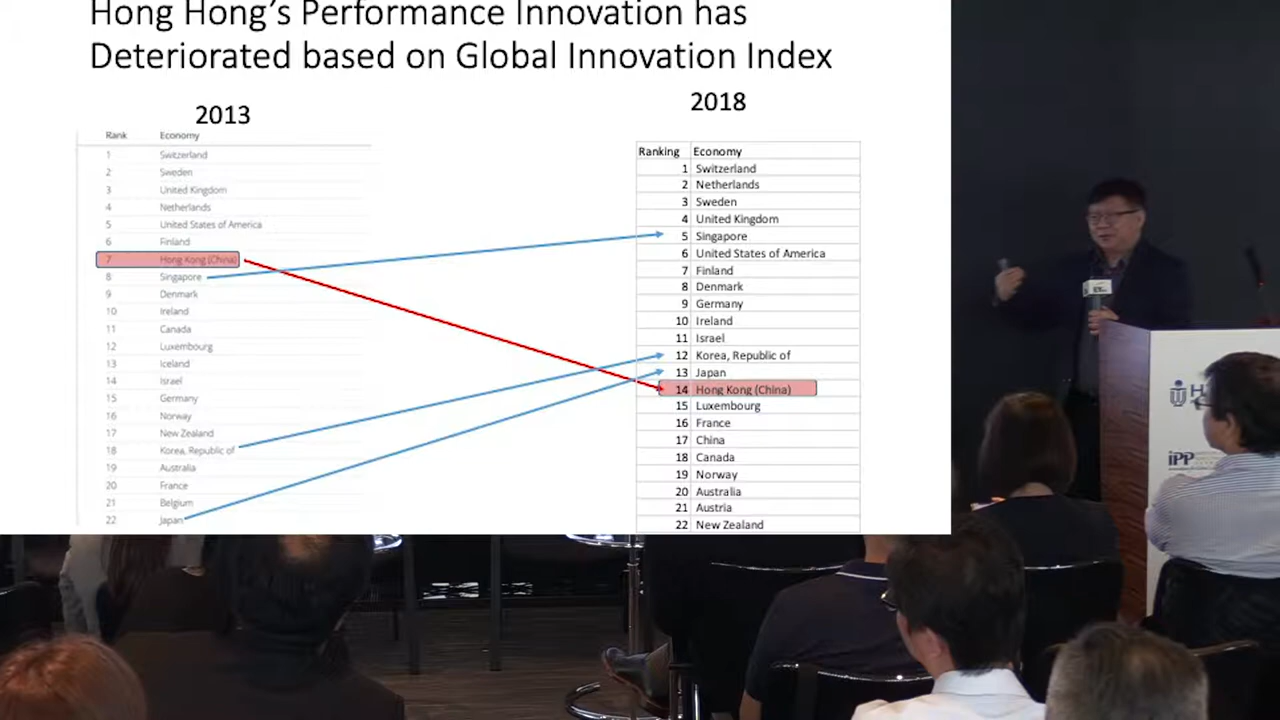 Hong Hong's Performance Innovation has
Deteriorated based on Global Innovation Index
2013
Rank Economy
1 Switzerland
2 Sweden
3 United Kingdom
4 Netherlands
5 United States of America
6 Finland
7 Hong Kong (China)
8 Singapore
9 Denmark
10 Ireland
11 Canada
12 Luxembourg
13 Iceland
14 Israel
15 Germany
16 Norway
17 New Zealand
18 Korea, Republic of
19 Australia
20 France
21 Belgium
22 Japan
2018
Ranking Economy
1 Switzerland
2 Netherlands
3 Sweden
4 United Kingdom
5 Singapore
6 United States of America
7 Finland
8 Denmark
9 Germany
10 Ireland
11 Israel
12 Korea, Republic of
13 Japan
14 Hong Kong (China)
15 Luxembourg
16 France
17 China
18 Canada
19 Norway
20 Australia
21 Austria
22 New Zealand
iPP